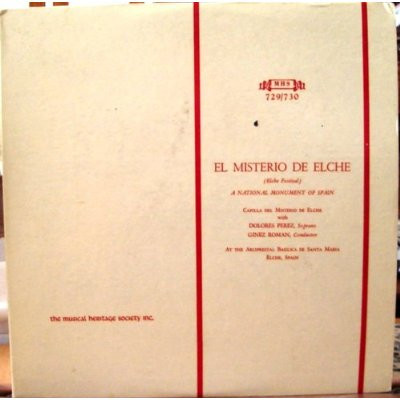 MHS
729/730
EL MISTERIO DE ELCHE
(Elche Festival)
A NATIONAL MONUMENT OF SPAIN
CAPILLA DEL MISTERIO DE ELCHE
with
DOLORES PEREZ, Soprano
GINEZ ROMAN, Conductor
AT THE ARCIPRESTAL BASILICA DE SANTA MARIA
ELCHE, SPAIN
the musical heritage society inc.